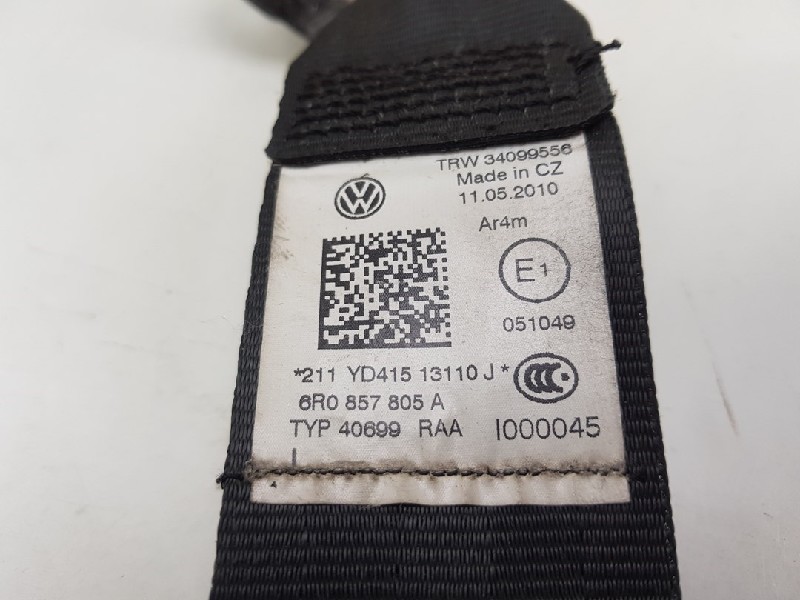 TRW 34099556
Made in CZ
11.05.2010
Ar4m
E1
051049
*211 YD415 13110 J*
CCC
6R0 857 805 A
TYP 40699 RAA I000045